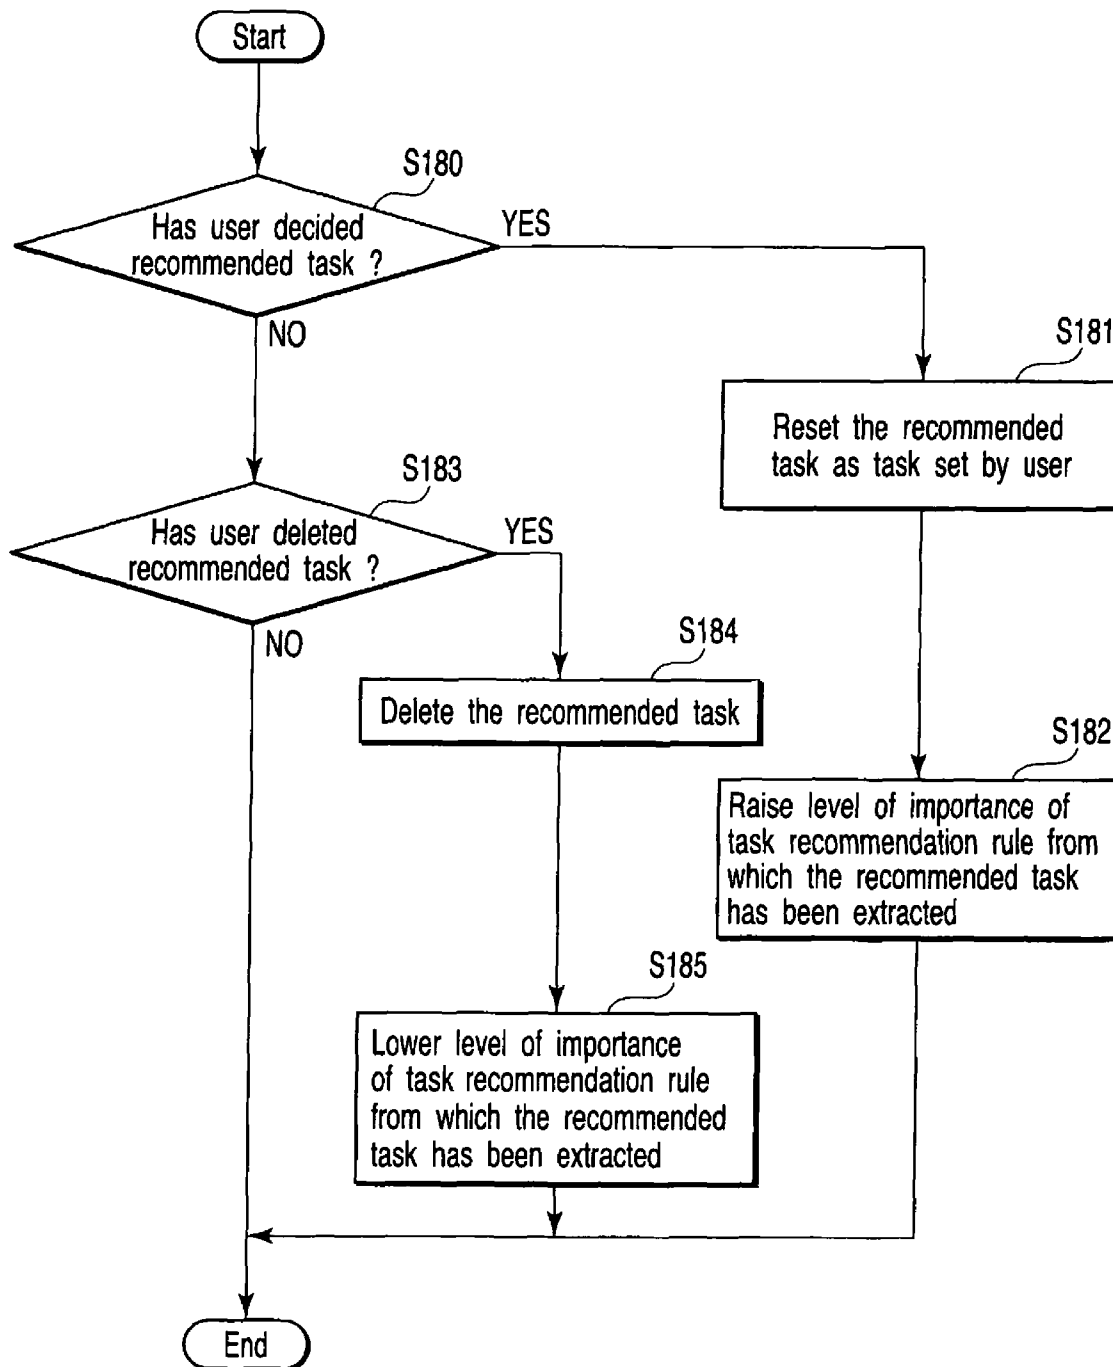 Start
S180
Has user decided
recommended task ?
YES
NO
S181
Reset the recommended
task as task set by user
S183
Has user deleted
recommended task ?
YES
NO
S184
Delete the recommended task
S182
Raise level of importance of
task recommendation rule from
which the recommended task
has been extracted
S185
Lower level of importance
of task recommendation rule
from which the recommended
task has been extracted
End